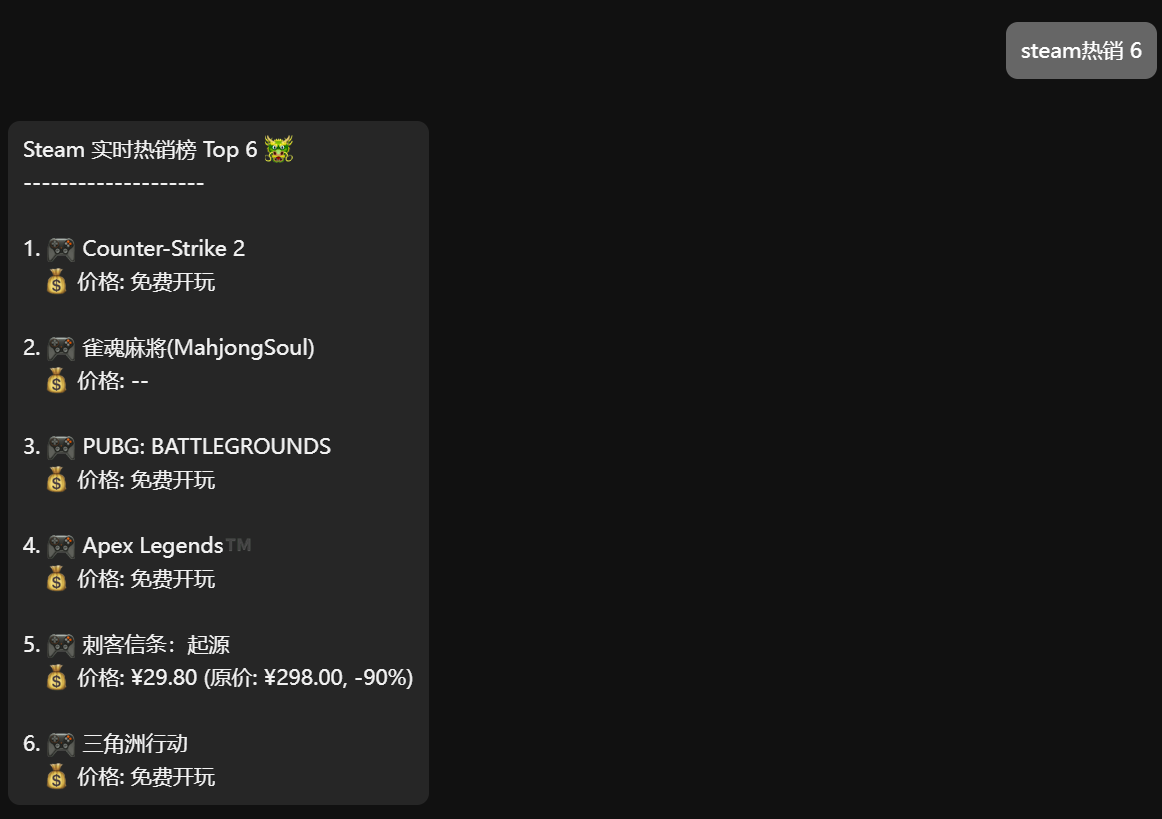 steam热销 6
Steam 实时热销榜 Top 6 🐲
--------------------
1. 🎮 Counter-Strike 2
💰 价格: 免费开玩
2. 🎮 雀魂麻將(MahjongSoul)
💰 价格: --
3. 🎮 PUBG: BATTLEGROUNDS
💰 价格: 免费开玩
4. 🎮 Apex Legends™️
💰 价格: 免费开玩
5. 🎮 刺客信条：起源
💰 价格: ¥29.80 (原价: ¥298.00, -90%)
6. 🎮 三角洲行动
💰 价格: 免费开玩